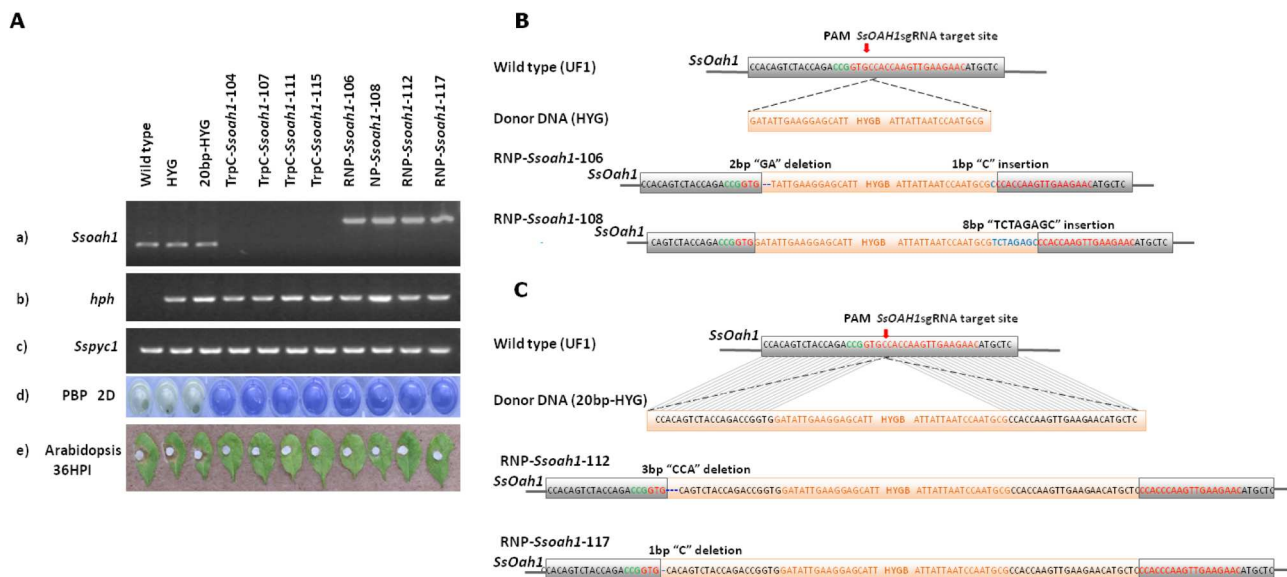 A
Wild type
HYG
20bp-HYG
TrpC-Ssoah1-104
TrpC-Ssoah1-107
TrpC-Ssoah1-111
TrpC-Ssoah1-115
RNP-Ssoah1-106
NP-Ssoah1-108
RNP-Ssoah1-112
RNP-Ssoah1-117
a) Ssoah1
b) hph
c) Sspyc1
d) PBP 2D
e) Arabidopsis
36HPI
B
PAM SsOAH1sgRNA target site
SsOah1
Wild type (UF1)
CCACAGTCTACCAGACCGGTGCCACCAAGTTGAAGAACATGCTC
Donor DNA (HYG)
GATATTGAAGGAGCATT HYGB ATTATTAATCCAATGCG
RNP-Ssoah1-106
2bp “GA” deletion
1bp “C” insertion
SsOah1
CCACAGTCTACCAGACCGGTG--TATTGAAGGAGCATT HYGB ATTATTAATCCAATGCGCCCACCAAGTTGAAGAACATGCTC
RNP-Ssoah1-108
8bp “TCTAGAGC” insertion
SsOah1
CAGTCTACCAGACCGGTGGATATTGAAGGAGCATT HYGB ATTATTAATCCAATGCGTCTAGAGCCCACCAAGTTGAAGAACATGCTC
C
PAM SsOAH1sgRNA target site
SsOah1
Wild type (UF1)
CCACAGTCTACCAGACCGGTGCCACCAAGTTGAAGAACATGCTC
Donor DNA (20bp-HYG)
CCACAGTCTACCAGACCGGTGGATATTGAAGGAGCATT HYGB ATTATTAATCCAATGCGCCACCAAGTTGAAGAACATGCTC
RNP-Ssoah1-112
3bp “CCA” deletion
SsOah1
CCACAGTCTACCAGACCGGTG---CAGTCTACCAGACCGGTGGATATTGAAGGAGCATT HYGB ATTATTAATCCAATGCGCCACCAAGTTGAAGAACATGCTCCCACCCAAGTTGAAGAACATGCTC
RNP-Ssoah1-117
1bp “C” deletion
SsOah1
CCACAGTCTACCAGACCGGTG-CACAGTCTACCAGACCGGTGGATATTGAAGGAGCATT HYGB ATTATTAATCCAATGCGCCACCAAGTTGAAGAACATGCTCCCACCCAAGTTGAAGAACATGCTC